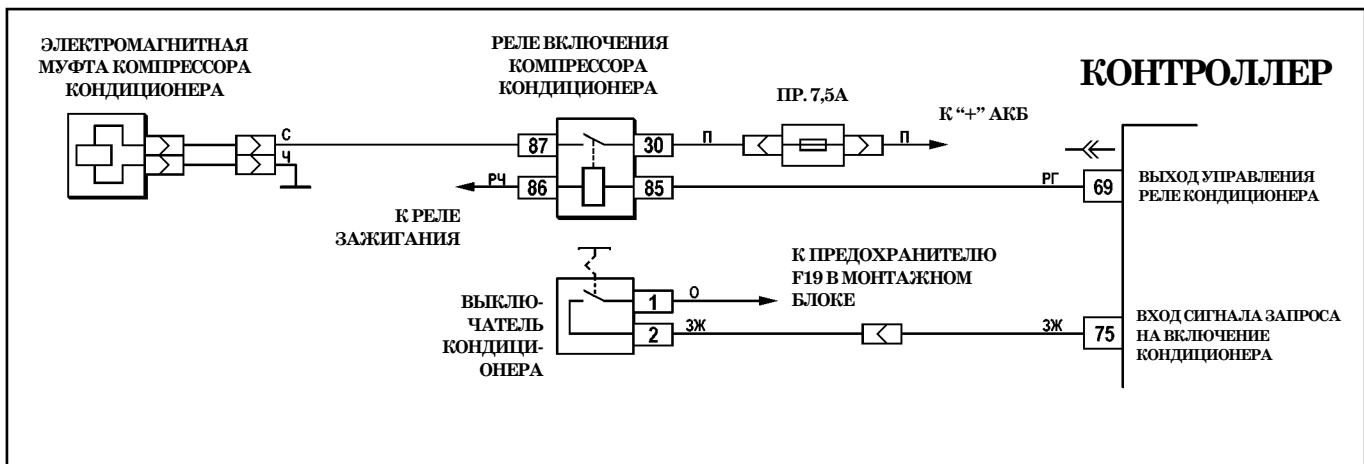 ЭЛЕКТРОМАГНИТНАЯ
МУФТА КОМПРЕССОРА
КОНДИЦИОНЕРА
РЕЛЕ ВКЛЮЧЕНИЯ
КОМПРЕССОРА
КОНДИЦИОНЕРА
ПР. 7,5А
К “+” АКБ
КОНТРОЛЛЕР
С
Ч
87
30
П
П
РЧ
86
85
РГ
69
ВЫХОД УПРАВЛЕНИЯ
РЕЛЕ КОНДИЦИОНЕРА
К РЕЛЕ
ЗАЖИГАНИЯ
К ПРЕДОХРАНИТЕЛЮ
F19 В МОНТАЖНОМ
БЛОКЕ
ВЫКЛЮ-
ЧАТЕЛЬ
КОНДИЦИ-
ОНЕРА
1
О
2
ЗЖ
ЗЖ
75
ВХОД СИГНАЛА ЗАПРОСА
НА ВКЛЮЧЕНИЕ
КОНДИЦИОНЕРА